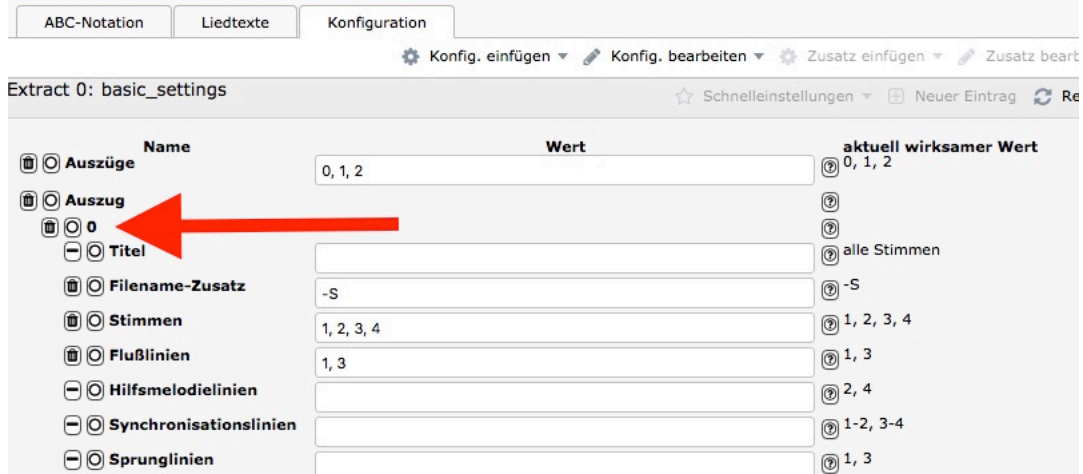 ABC-Notation Liedtexte Konfiguration
Konfig. einfügen Konfig. bearbeiten Zusatz einfügen Zusatz bearb
Extract 0: basic_settings Schnelleinstellungen Neuer Eintrag Re
Name Wert aktuell wirksamer Wert
Auszüge 0, 1, 2 0, 1, 2
Auszug
0
Titel alle Stimmen
Filename-Zusatz -S -S
Stimmen 1, 2, 3, 4 1, 2, 3, 4
Flußlinien 1, 3 1, 3
Hilfsmelodielinien 2, 4
Synchronisationslinien 1-2, 3-4
Sprunglinien 1, 3